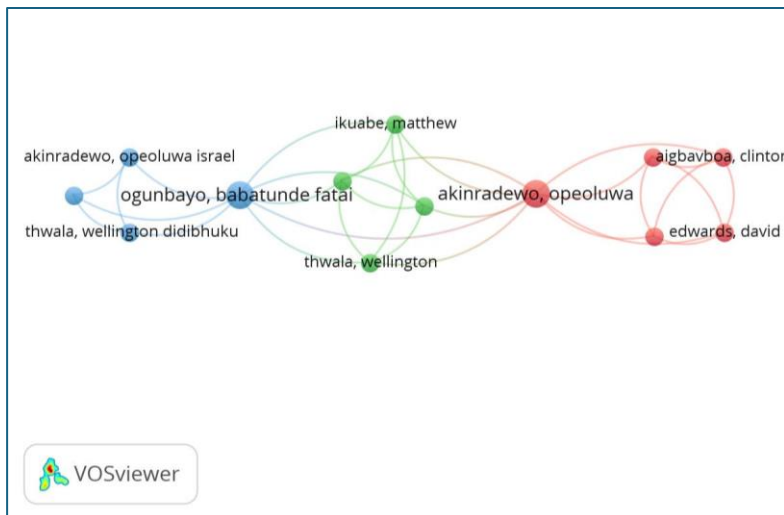 ikuabe, matthew
akinradewo, opeoluwa israel
aigbavboa, clinton
ogunbayo, babatunde fatai
akinradewo, opeoluwa
thwala, wellington didibhuku
edwards, david
thwala, wellington
VOSviewer